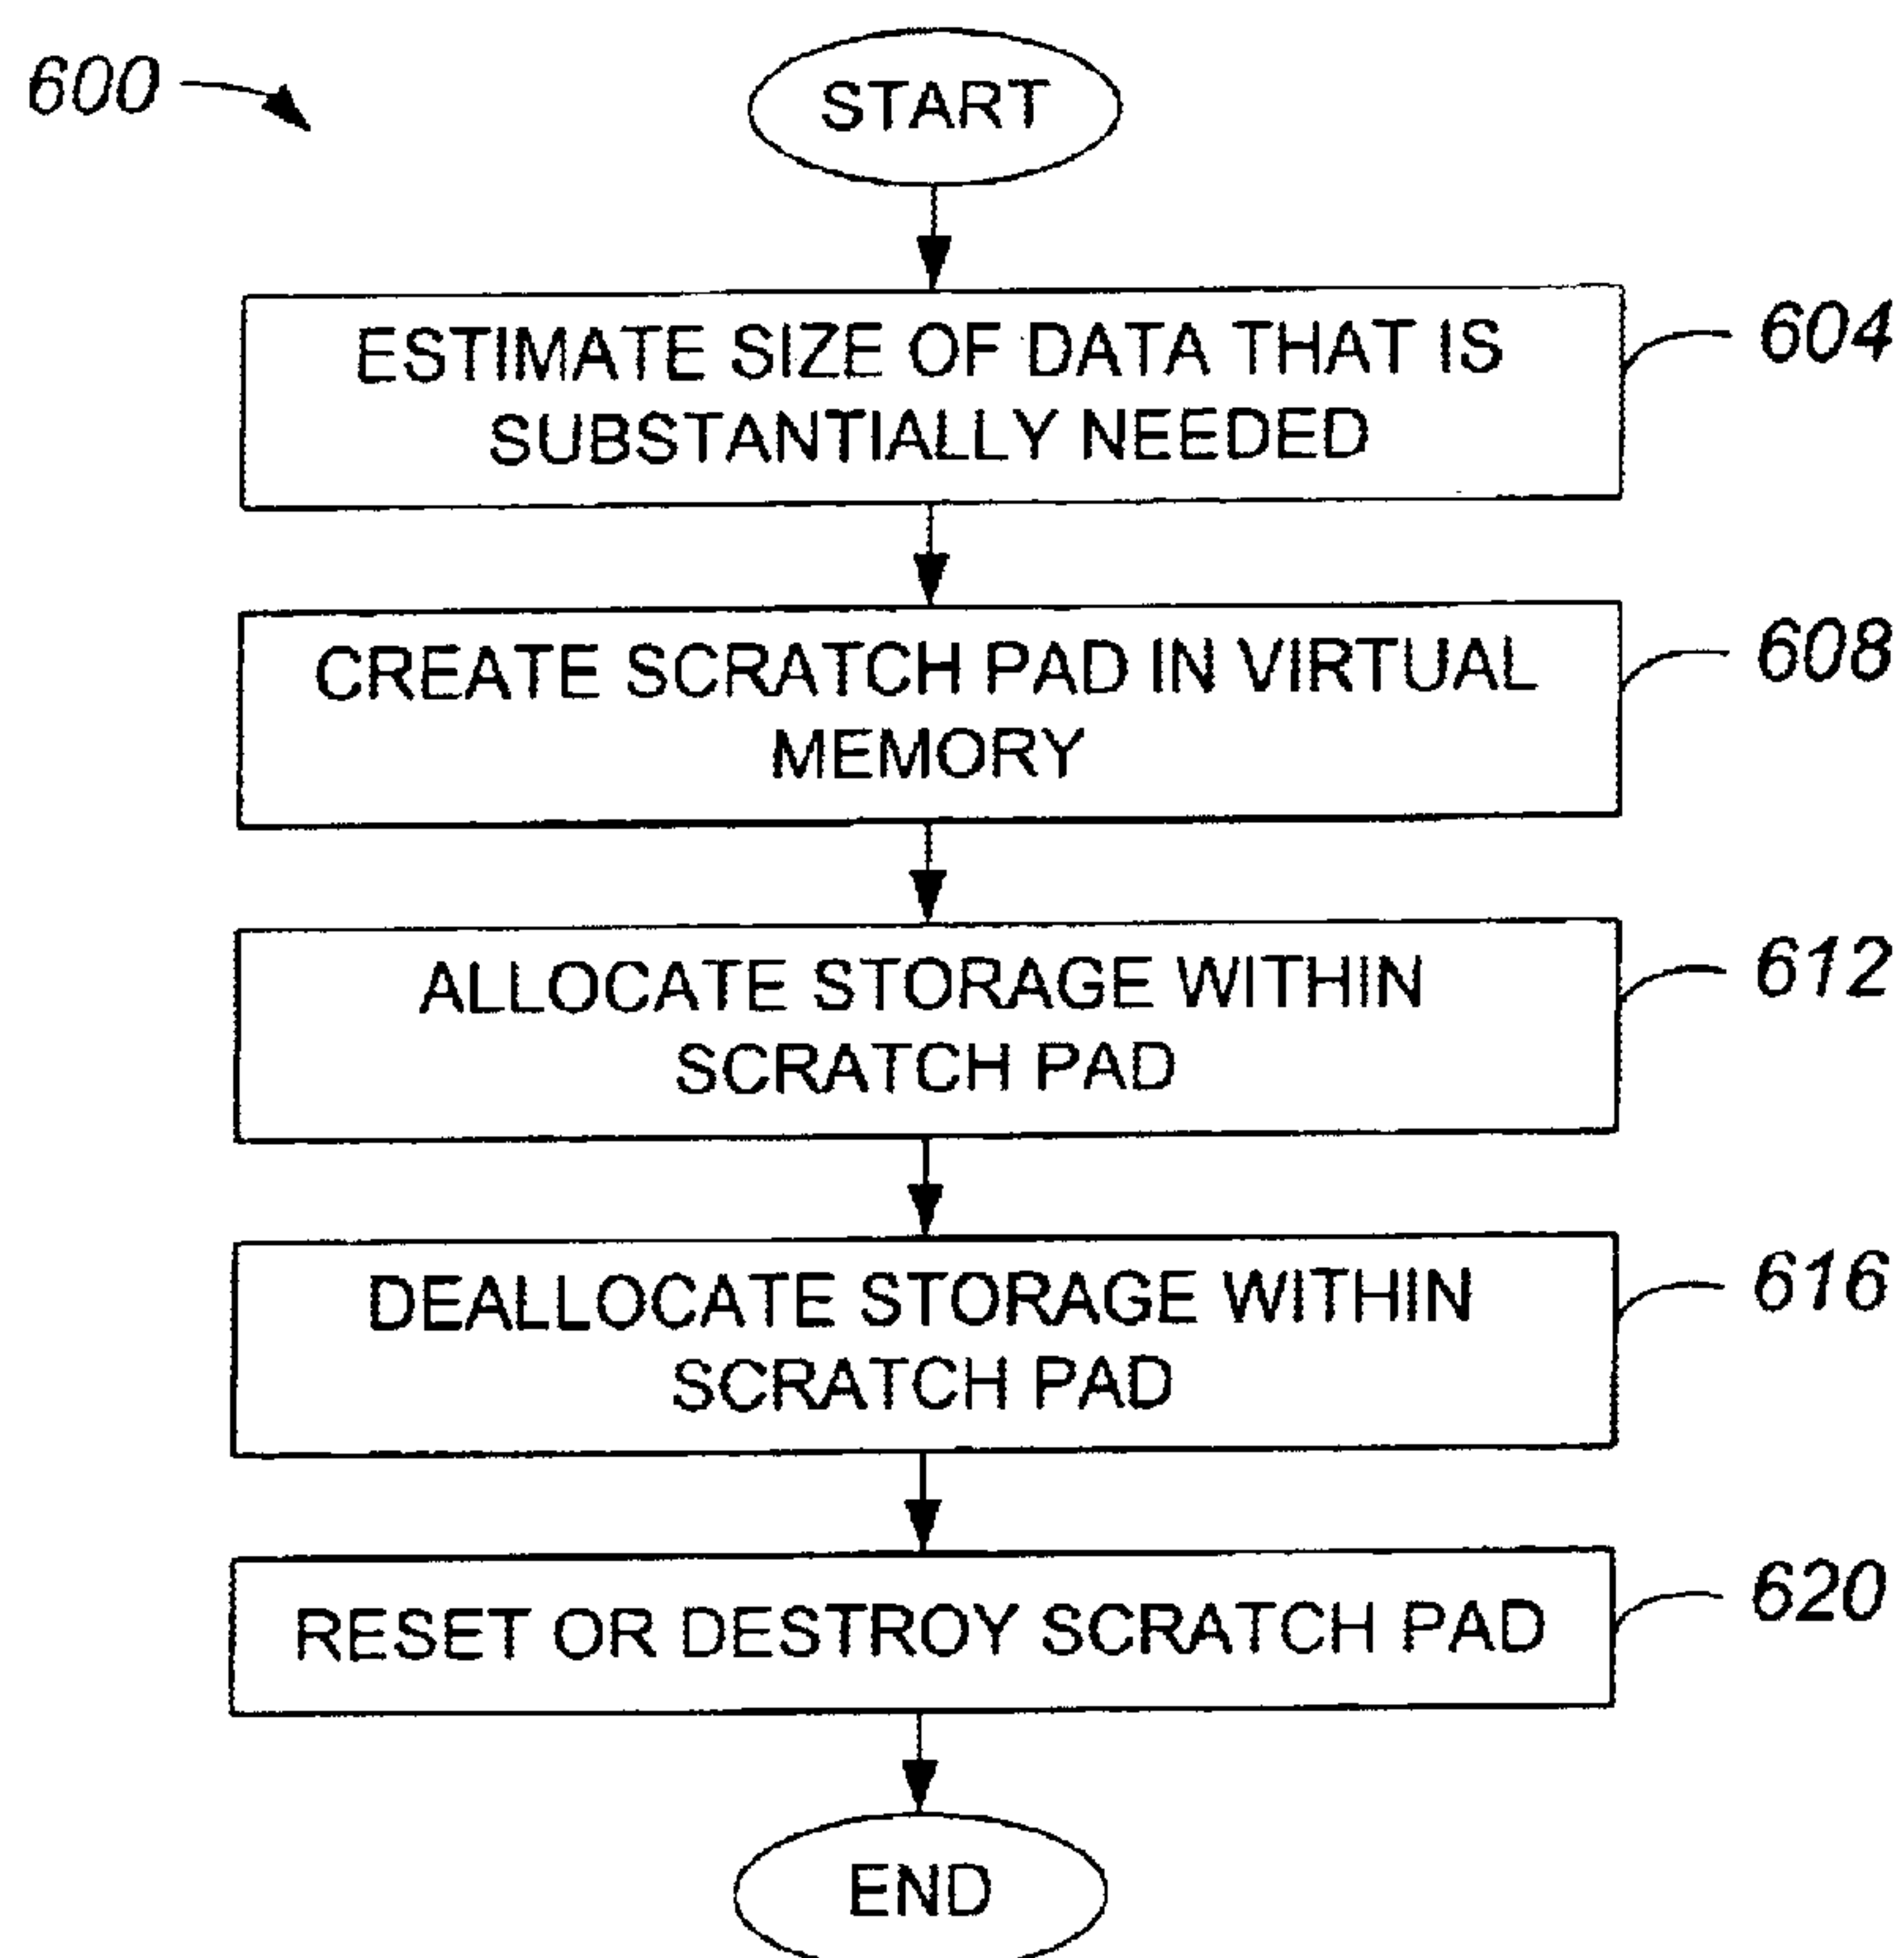 600
START
ESTIMATE SIZE OF DATA THAT IS
SUBSTANTIALLY NEEDED
604
CREATE SCRATCH PAD IN VIRTUAL
MEMORY
608
ALLOCATE STORAGE WITHIN
SCRATCH PAD
612
DEALLOCATE STORAGE WITHIN
SCRATCH PAD
616
RESET OR DESTROY SCRATCH PAD
620
END